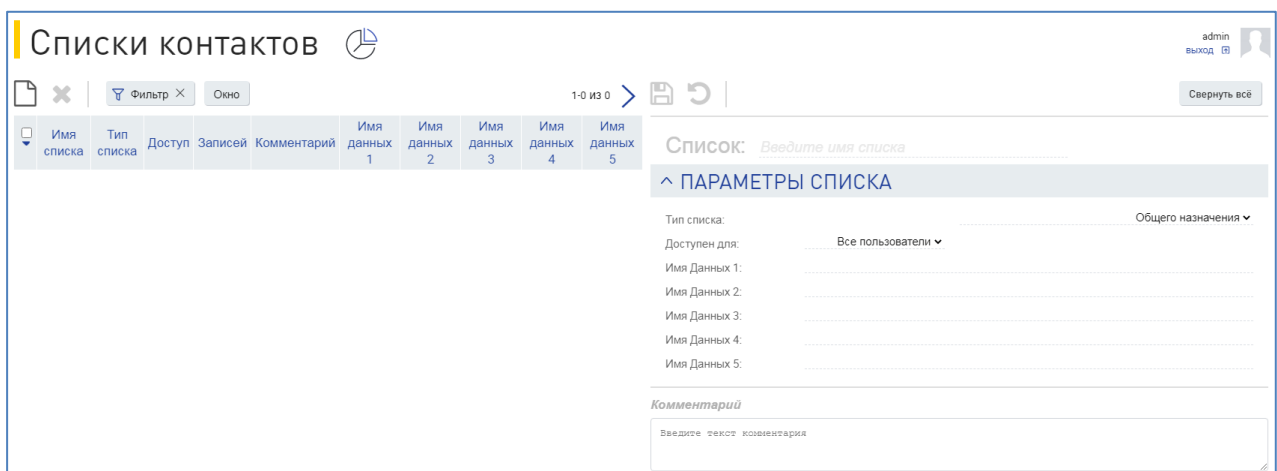 Списки контактов
admin
выход
Фильтр
Окно
1-0 из 0
Свернуть всё
Имя списка
Тип списка
Доступ
Записей
Комментарий
Имя данных 1
Имя данных 2
Имя данных 3
Имя данных 4
Имя данных 5
Список: Введите имя списка
ПАРАМЕТРЫ СПИСКА
Тип списка: Общего назначения
Доступен для: Все пользователи
Имя Данных 1:
Имя Данных 2:
Имя Данных 3:
Имя Данных 4:
Имя Данных 5:
Комментарий
Введите текст комментария